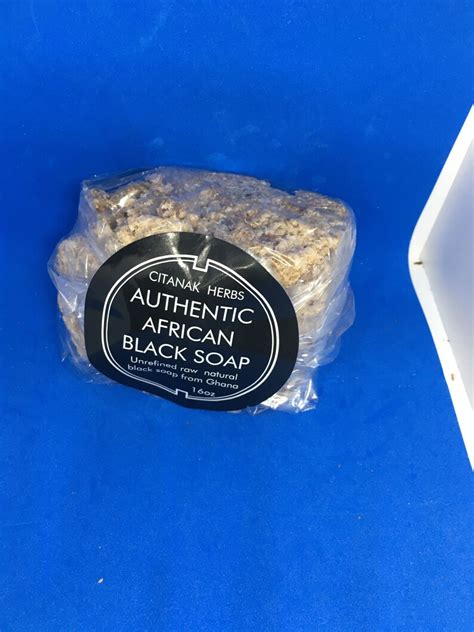 CITANAK HERBS
AUTHENTIC
AFRICAN
BLACK SOAP
Unrefined raw natural
black soap from Ghana
16oz